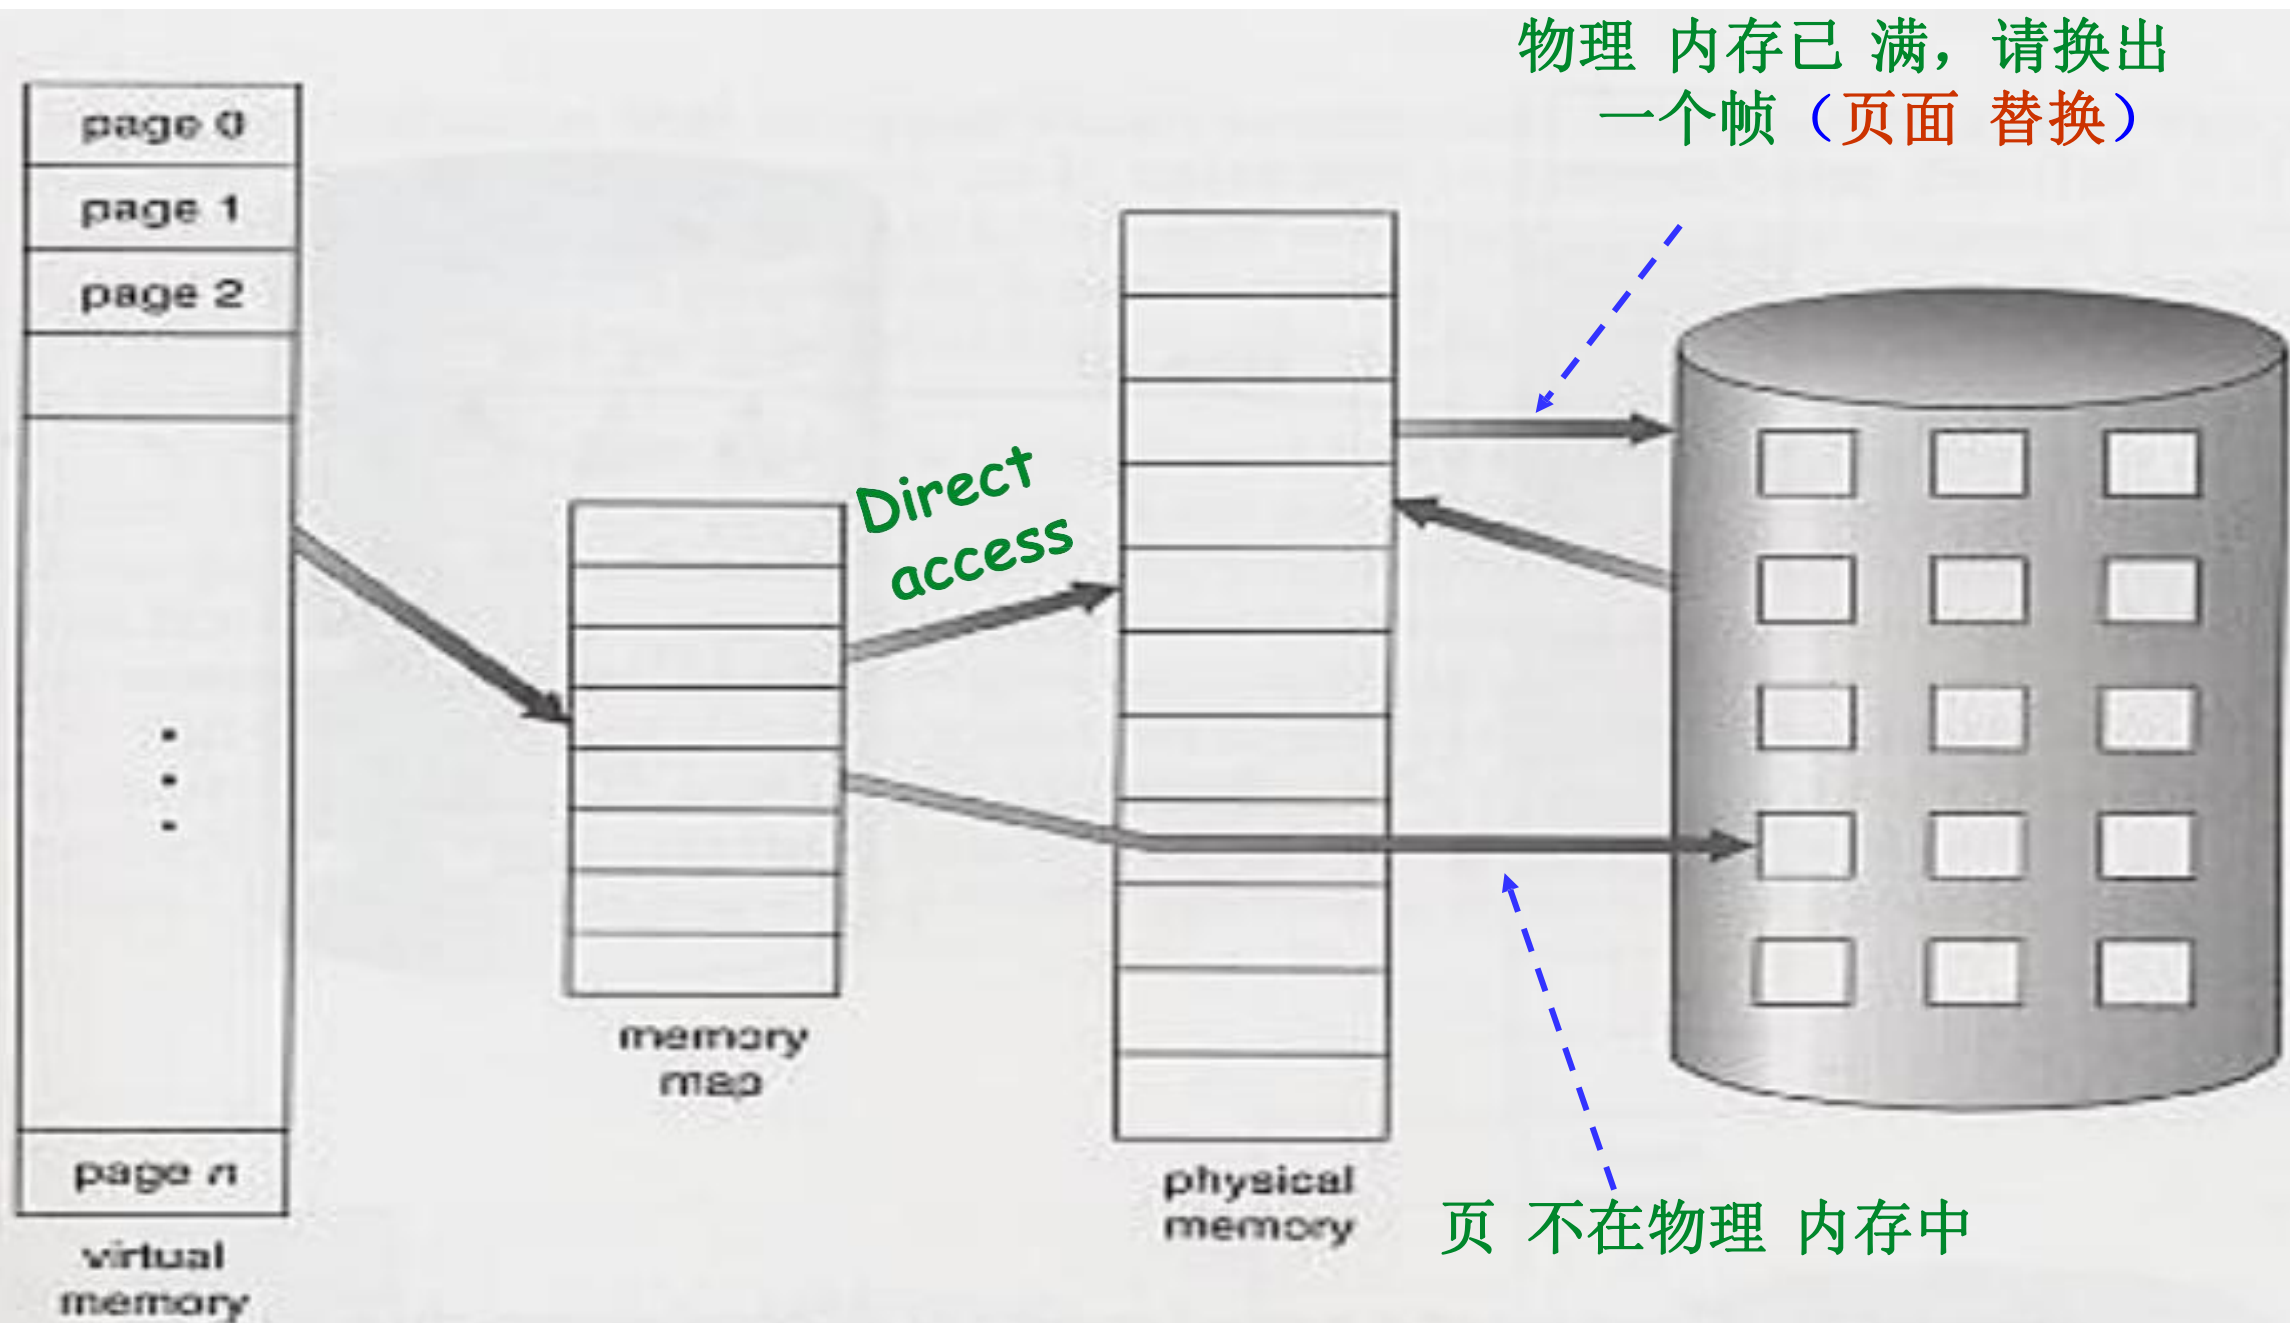 物理 内存已 满，请换出
一个帧（页面 替换）
page 0
page 1
page 2
page n
virtual
memory
memory
map
Direct
access
physical
memory
页 不在物理 内存中